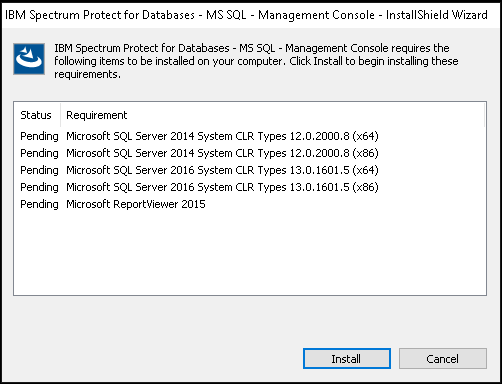 IBM Spectrum Protect for Databases - MS SQL - Management Console - InstallShield Wizard
IBM Spectrum Protect for Databases - MS SQL - Management Console requires the
following items to be installed on your computer. Click Install to begin installing these
requirements.
Status Requirement
Pending Microsoft SQL Server 2014 System CLR Types 12.0.2000.8 (x64)
Pending Microsoft SQL Server 2014 System CLR Types 12.0.2000.8 (x86)
Pending Microsoft SQL Server 2016 System CLR Types 13.0.1601.5 (x64)
Pending Microsoft SQL Server 2016 System CLR Types 13.0.1601.5 (x86)
Pending Microsoft ReportViewer 2015
Install Cancel